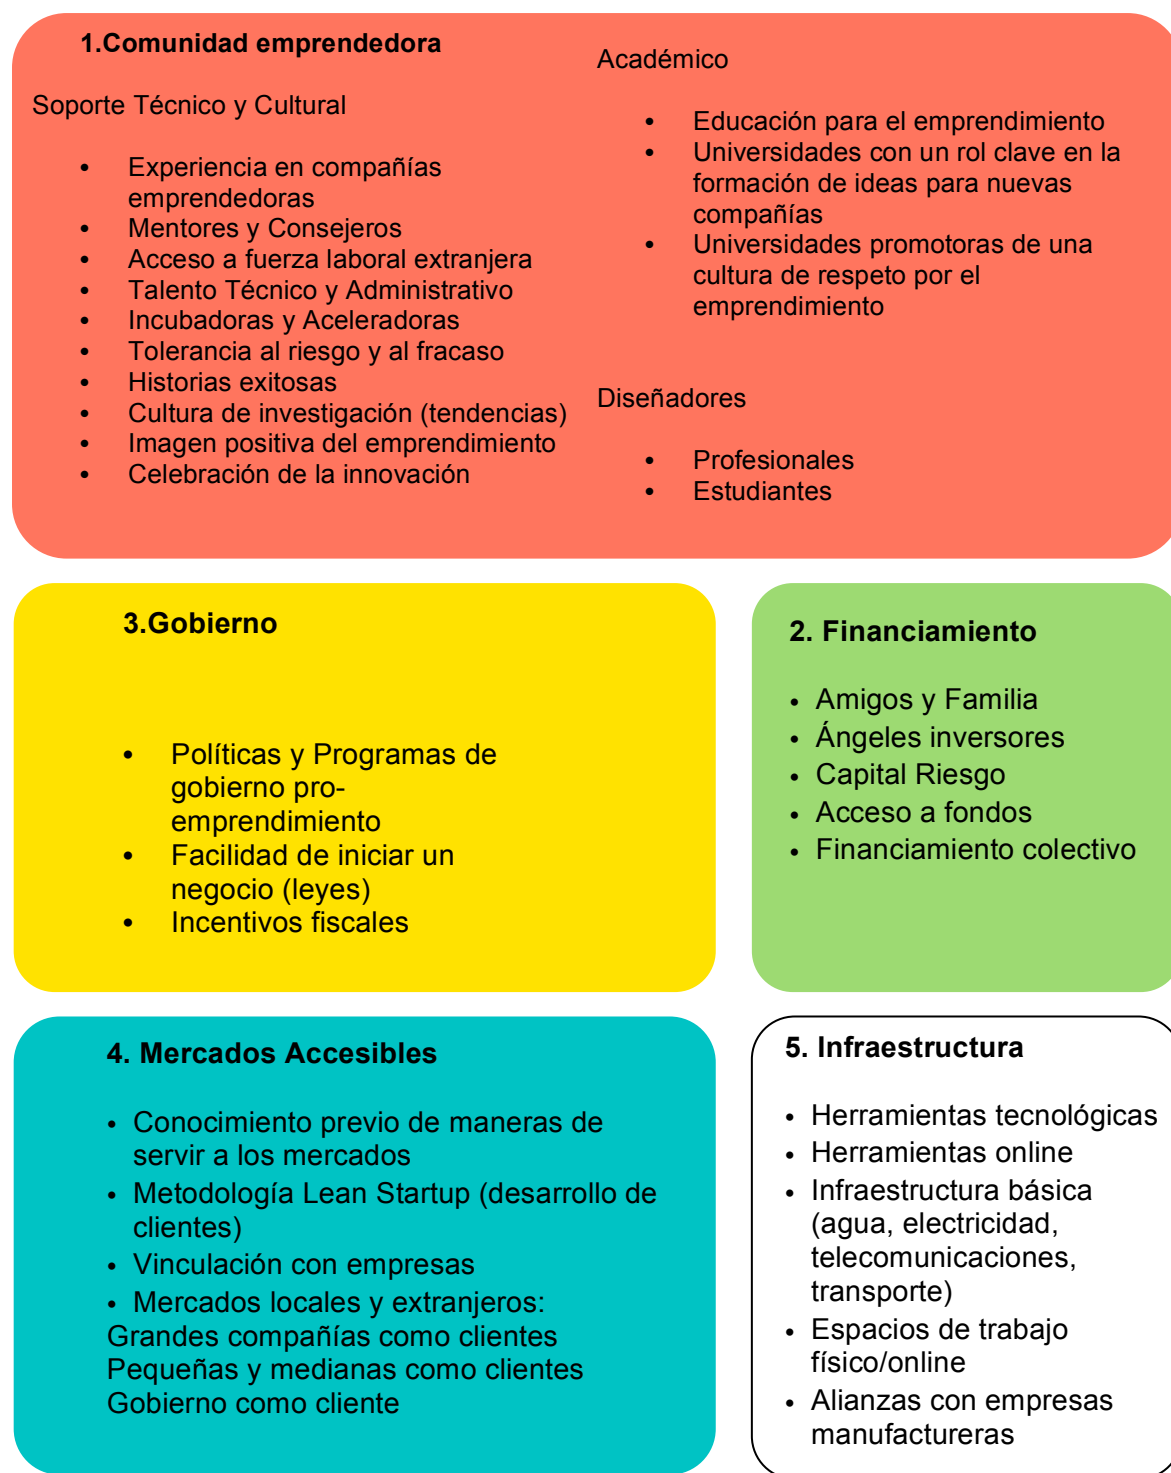 1.Comunidad emprendedora
Soporte Técnico y Cultural
• Experiencia en compañías
emprendedoras
• Mentores y Consejeros
• Acceso a fuerza laboral extranjera
• Talento Técnico y Administrativo
• Incubadoras y Aceleradoras
• Tolerancia al riesgo y al fracaso
• Historias exitosas
• Cultura de investigación (tendencias)
• Imagen positiva del emprendimiento
• Celebración de la innovación
Académico
• Educación para el emprendimiento
• Universidades con un rol clave en la
formación de ideas para nuevas
compañías
• Universidades promotoras de una
cultura de respeto por el
emprendimiento
Diseñadores
• Profesionales
• Estudiantes
3.Gobierno
• Políticas y Programas de
gobierno pro-
emprendimiento
• Facilidad de iniciar un
negocio (leyes)
• Incentivos fiscales
2. Financiamiento
• Amigos y Familia
• Ángeles inversores
• Capital Riesgo
• Acceso a fondos
• Financiamiento colectivo
4. Mercados Accesibles
• Conocimiento previo de maneras de
servir a los mercados
• Metodología Lean Startup (desarrollo de
clientes)
• Vinculación con empresas
• Mercados locales y extranjeros:
Grandes compañías como clientes
Pequeñas y medianas como clientes
Gobierno como cliente
5. Infraestructura
• Herramientas tecnológicas
• Herramientas online
• Infraestructura básica
(agua, electricidad,
telecomunicaciones,
transporte)
• Espacios de trabajo
físico/online
• Alianzas con empresas
manufactureras